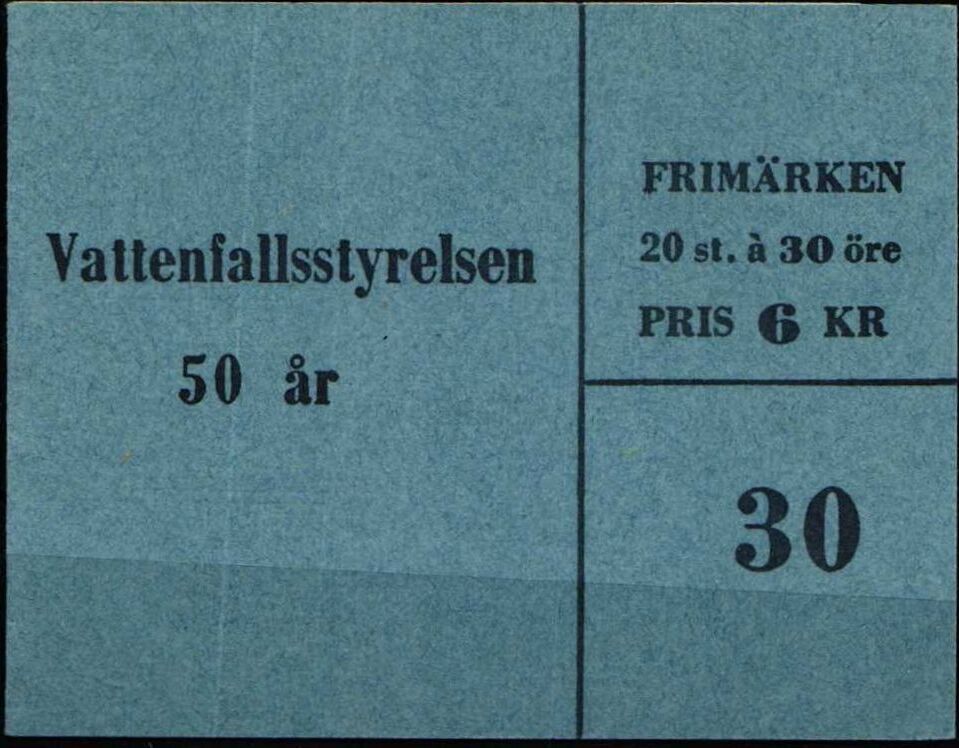 Vattenfallsstyrelsen
50 år
FRIMÄRKEN
20 st. à 30 öre
PRIS 6 KR
30